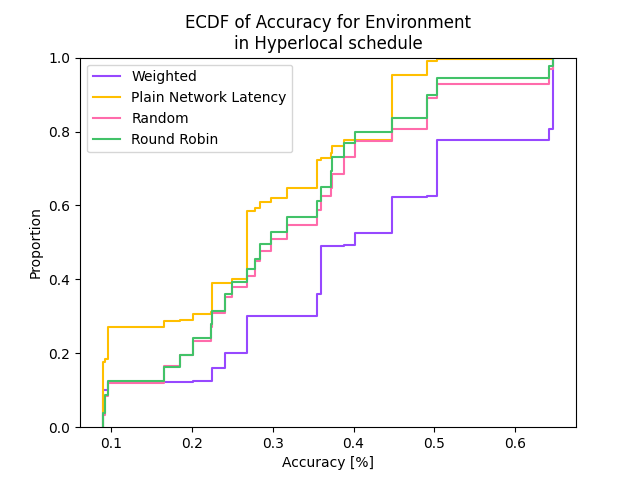 ECDF of Accuracy for Environment
in Hyperlocal schedule
Weighted
Plain Network Latency
Random
Round Robin
Proportion
1.0
0.8
0.6
0.4
0.2
0.0
0.1
0.2
0.3
0.4
0.5
0.6
Accuracy [%]